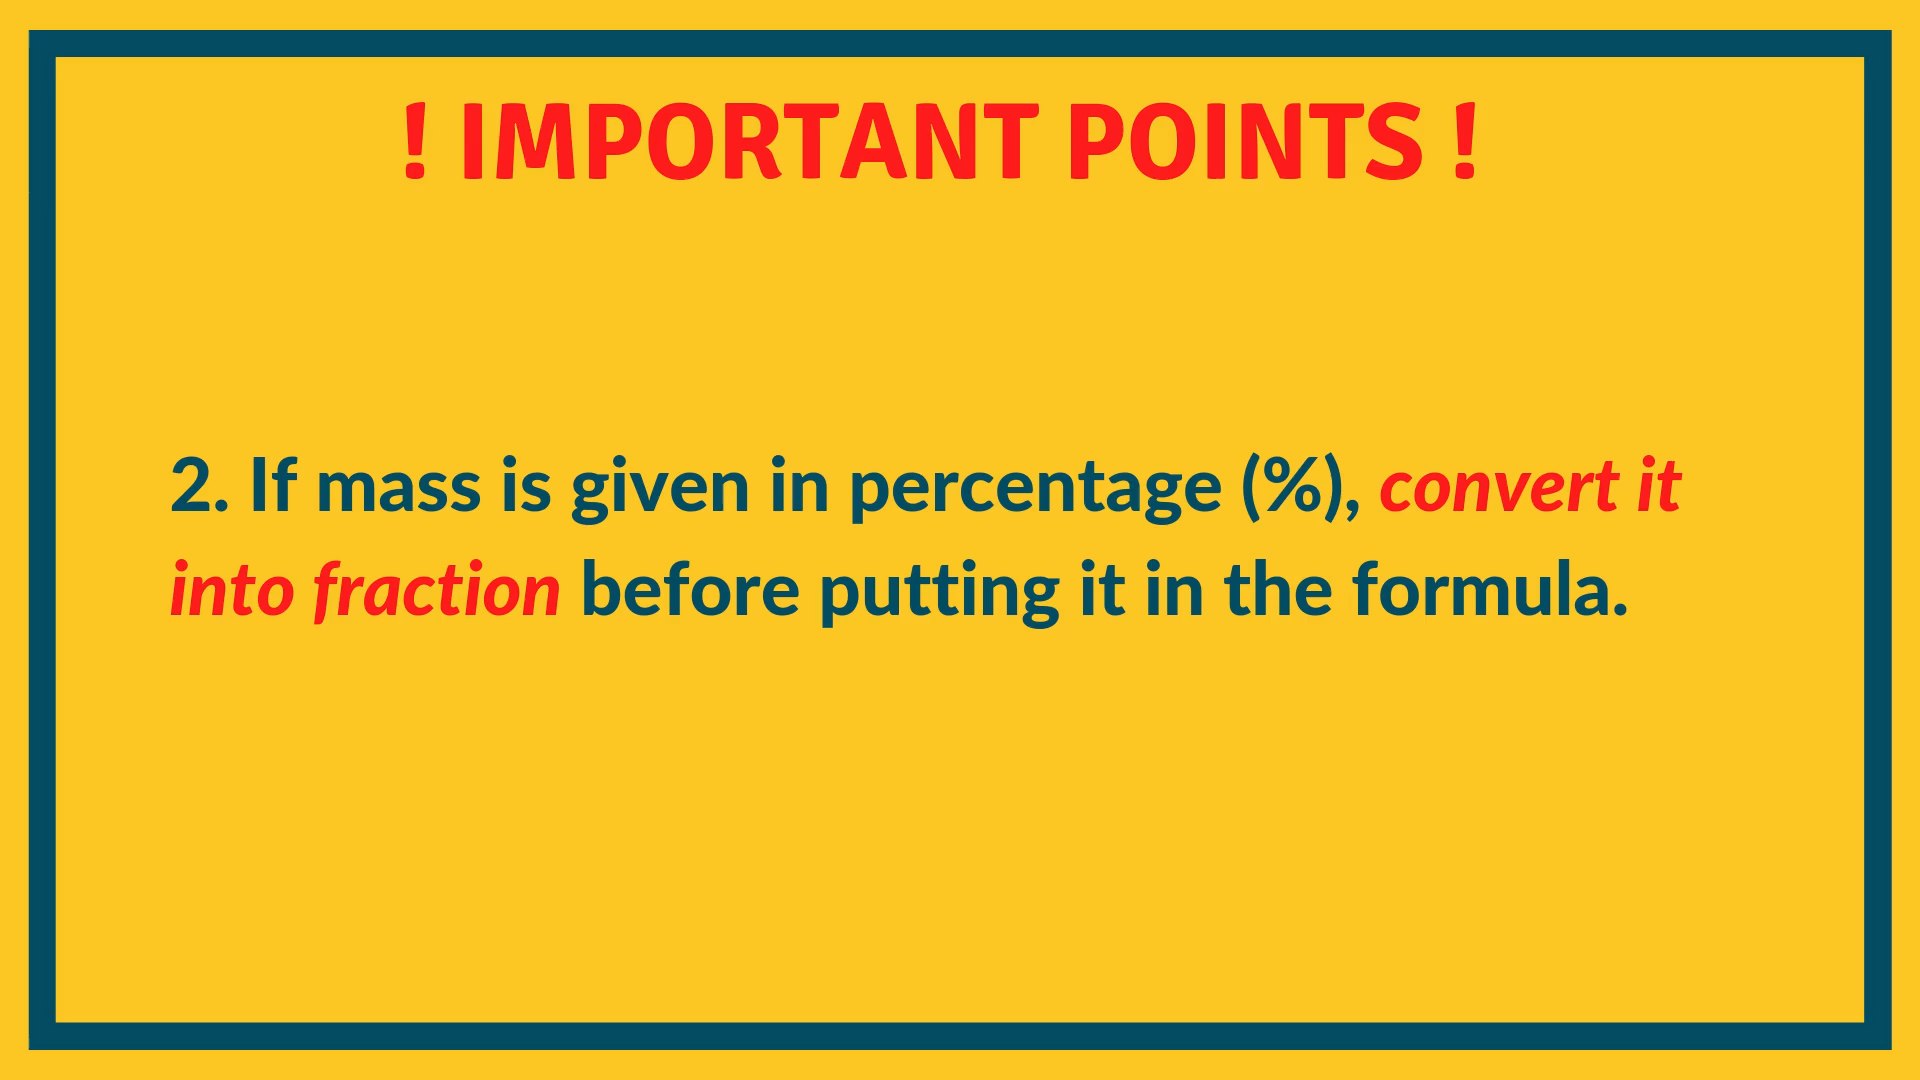 ! IMPORTANT POINTS !
2. If mass is given in percentage (%), convert it
into fraction before putting it in the formula.